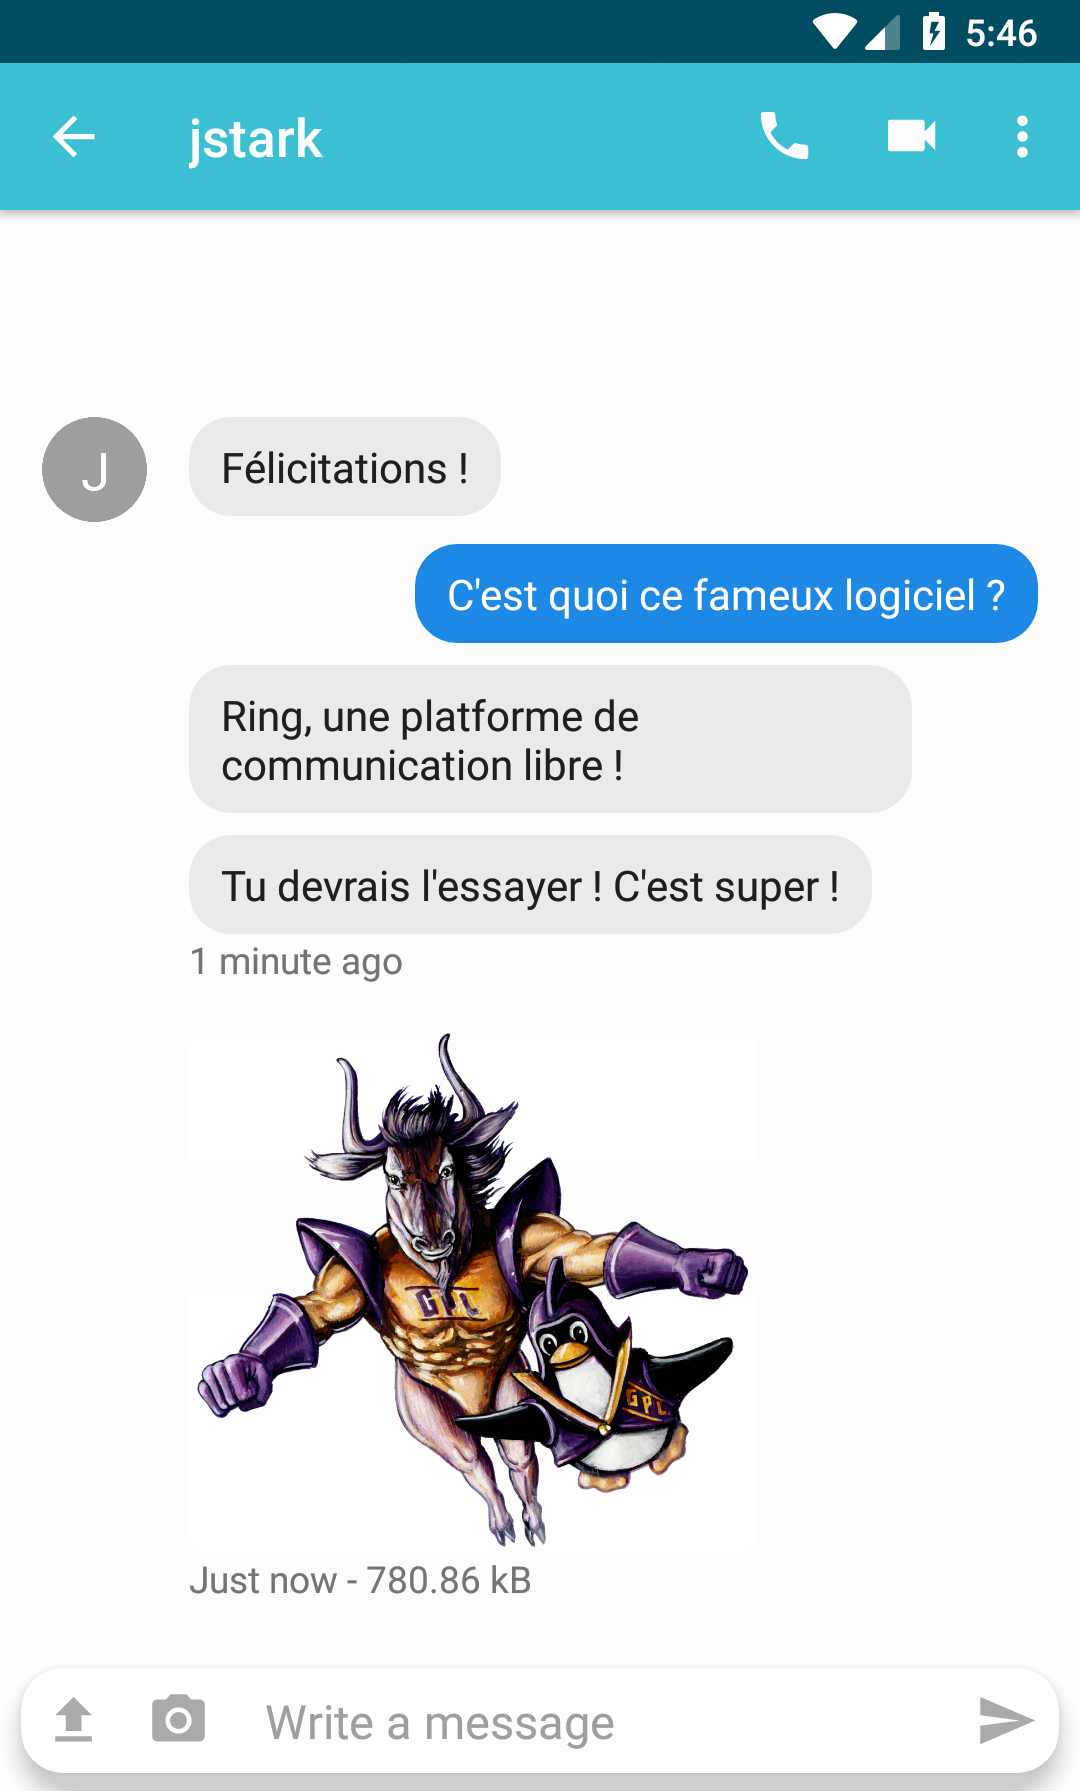 5:46
jstark
J
Félicitations !
C'est quoi ce fameux logiciel ?
Ring, une platforme de
communication libre !
Tu devrais l'essayer ! C'est super !
1 minute ago
GPL
GPL
Just now - 780.86 kB
Write a message